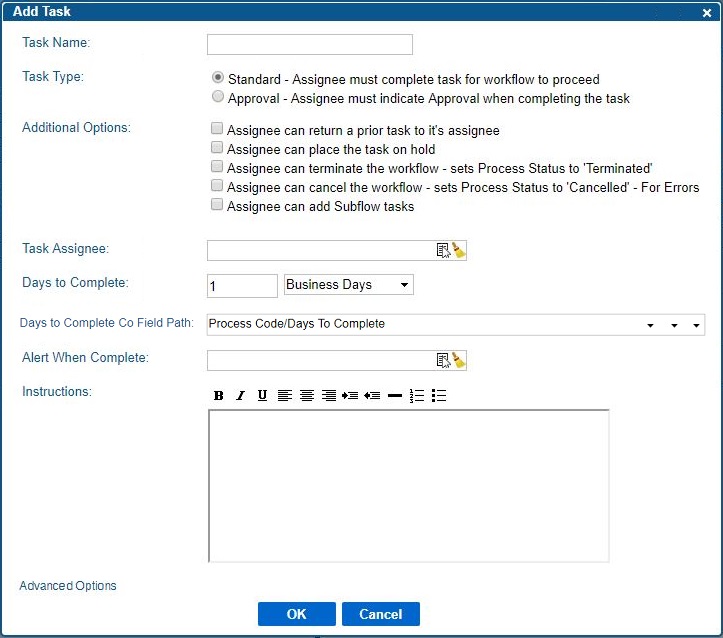 Add Task
Task Name:
Task Type:
Standard - Assignee must complete task for workflow to proceed
Approval - Assignee must indicate Approval when completing the task
Additional Options:
Assignee can return a prior task to it's assignee
Assignee can place the task on hold
Assignee can terminate the workflow - sets Process Status to 'Terminated'
Assignee can cancel the workflow - sets Process Status to 'Cancelled' - For Errors
Assignee can add Subflow tasks
Task Assignee:
Days to Complete:
1
Business Days
Days to Complete Co Field Path:
Process Code/Days To Complete
Alert When Complete:
Instructions:
B I U
Advanced Options
OK Cancel